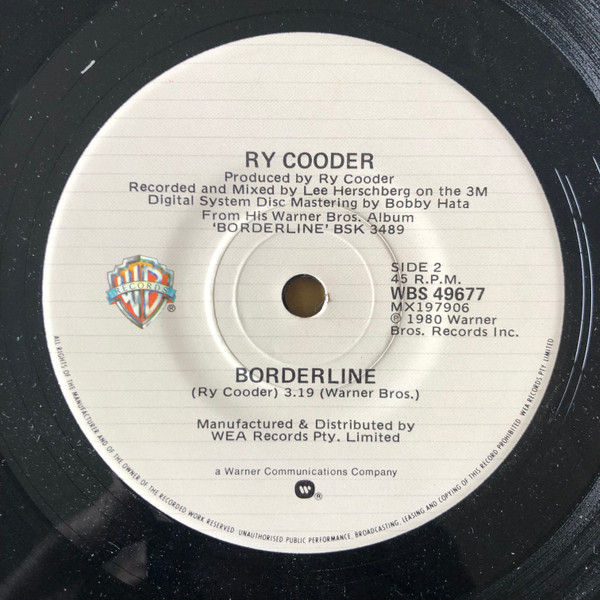 RY COODER
Produced by Ry Cooder
Recorded and Mixed by Lee Herschberg on the 3M
Digital System Disc Mastering by Bobby Hata
From His Warner Bros. Album
'BORDERLINE' BSK 3489
WB
RECORDS
®
SIDE 2
45 R.P.M.
WBS 49677
MX197906
℗ 1980 Warner
Bros. Records Inc.
BORDERLINE
(Ry Cooder) 3.19 (Warner Bros.)
Manufactured & Distributed by
WEA Records Pty. Limited
a Warner Communications Company
®
ALL RIGHTS OF THE MANUFACTURER AND OF THE OWNER OF THE RECORDED WORK RESERVED. UNAUTHORISED PUBLIC PERFORMANCE, BROADCASTING, LEASING AND COPYING OF THIS RECORD PROHIBITED. WEA RECORDS PTY. LIMITED